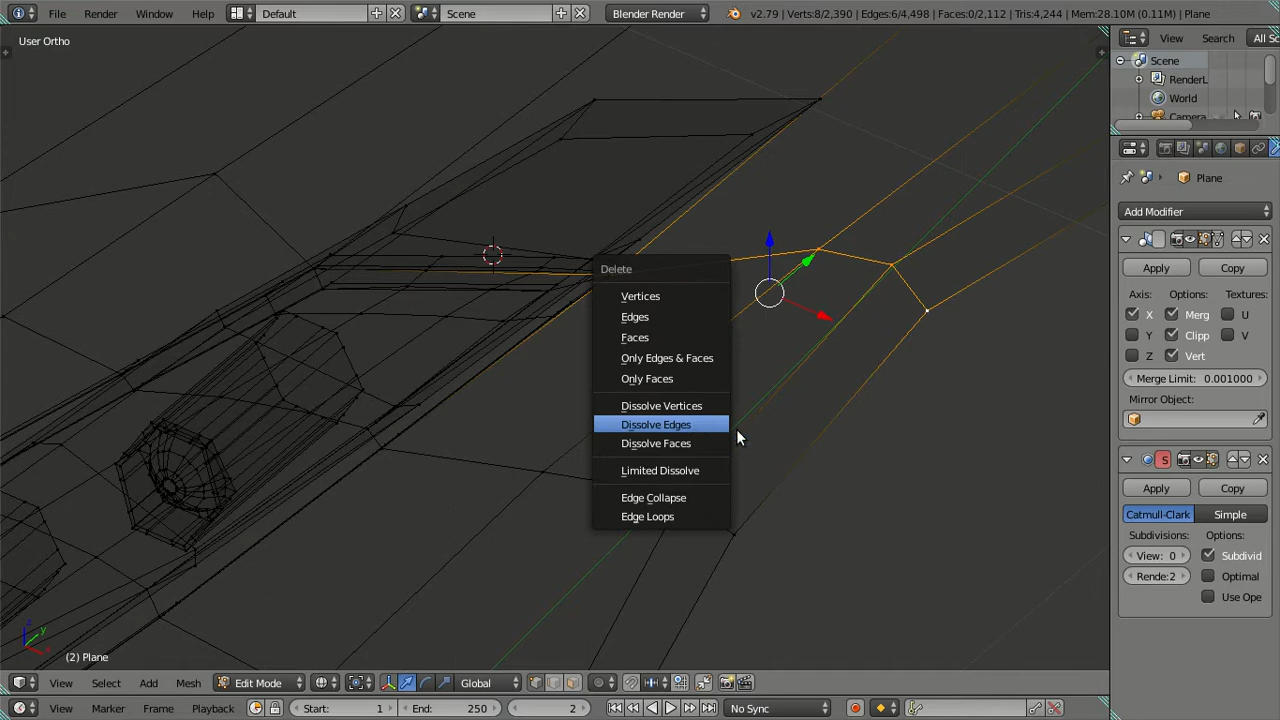 File Render Window Help Default Scene Blender Render v2.79 | Verts:8/2,390 | Edges:6/4,498 | Faces:0/2,112 | Tris:4,244 | Mem:28.10M (0.11M) | Plane
User Ortho
View Search All Sc
Scene
RenderL
World
Camera
Plane
Add Modifier
Apply Copy
Axis: Options: Textures:
X Merg U
Y Clipp V
Z Vert
Merge Limit: 0.001000
Mirror Object:
S
Apply Copy
Catmull-Clark Simple
Subdivisions: Options:
View: 0 Subdivid
Rende:2 Optimal
Use Ope
Delete
Vertices
Edges
Faces
Only Edges & Faces
Only Faces
Dissolve Vertices
Dissolve Edges
Dissolve Faces
Limited Dissolve
Edge Collapse
Edge Loops
z
y
x
(2) Plane
View Select Add Mesh Edit Mode Global
View Marker Frame Playback Start: 1 End: 250 2 No Sync